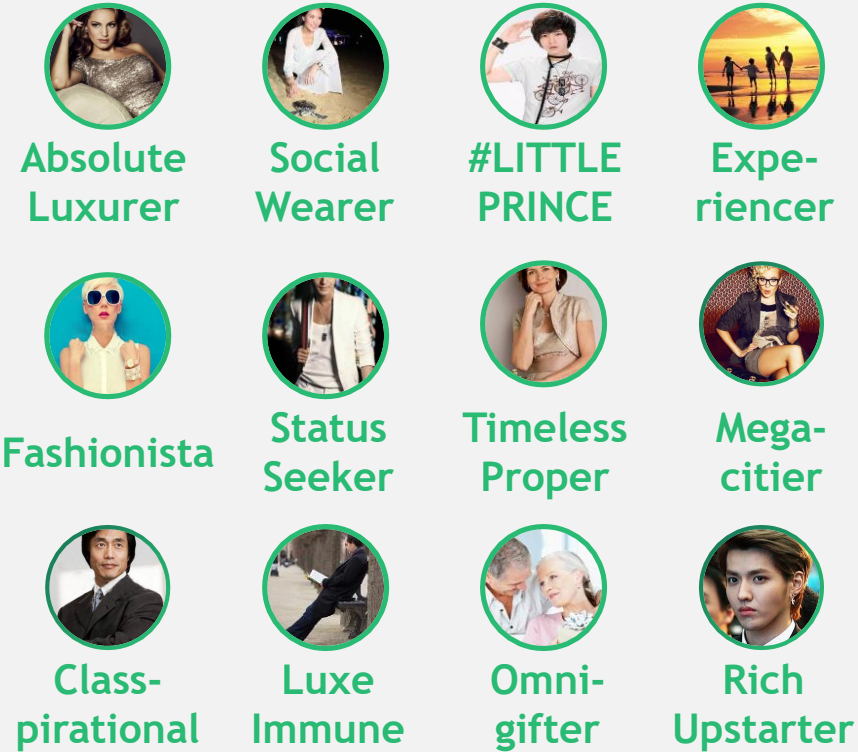 Absolute
Luxurer
Social
Wearer
#LITTLE
PRINCE
Expe-
riencer
Fashionista
Status
Seeker
Timeless
Proper
Mega-
citier
Class-
pirational
Luxe
Immune
Omni-
gifter
Rich
Upstarter